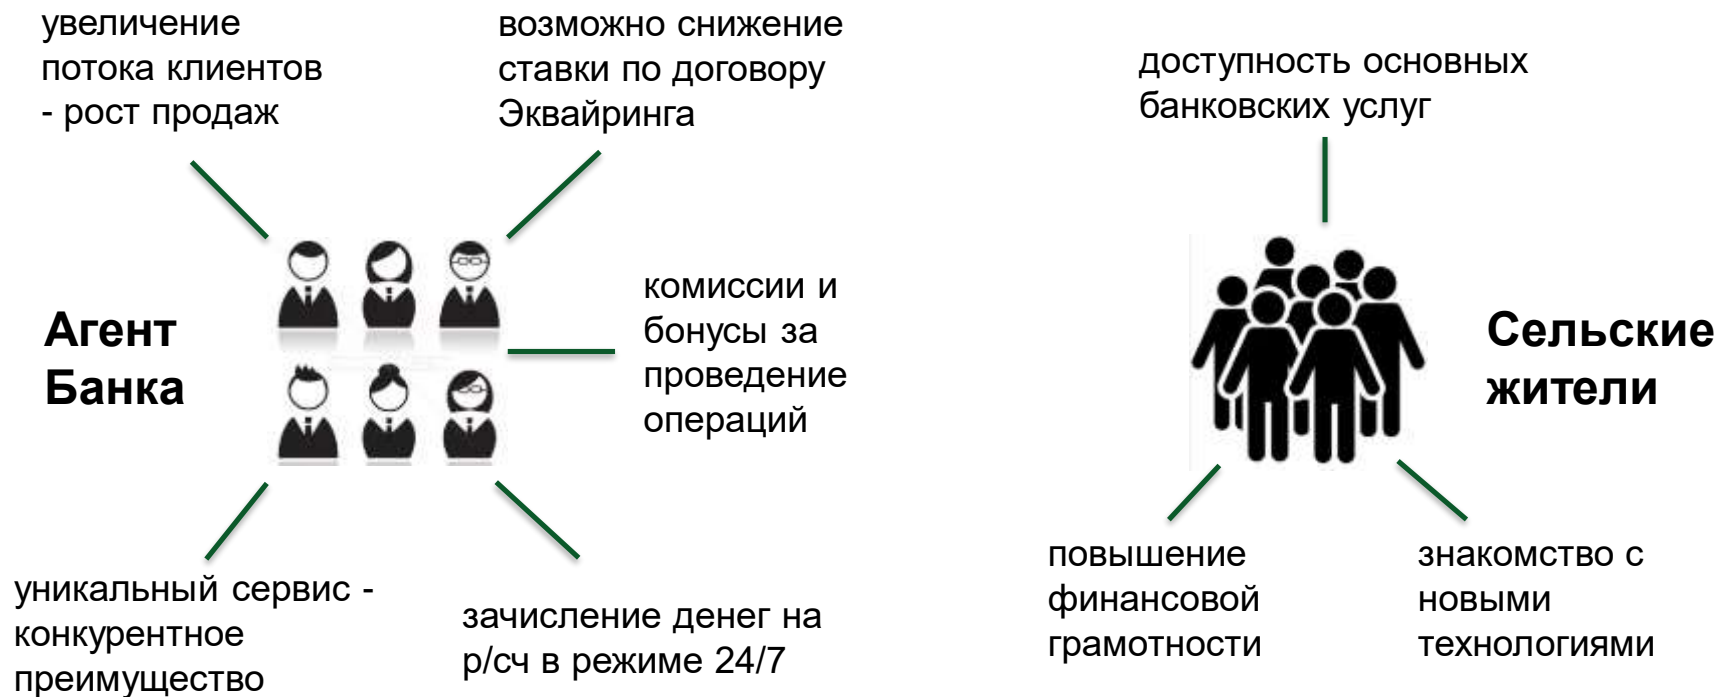 увеличение
потока клиентов
- рост продаж
возможно снижение
ставки по договору
Эквайринга
Агент
Банка
комиссии и
бонусы за
проведение
операций
уникальный сервис -
конкурентное
преимущество
зачисление денег на
р/сч в режиме 24/7
доступность основных
банковских услуг
Сельские
жители
повышение
финансовой
грамотности
знакомство с
новыми
технологиями